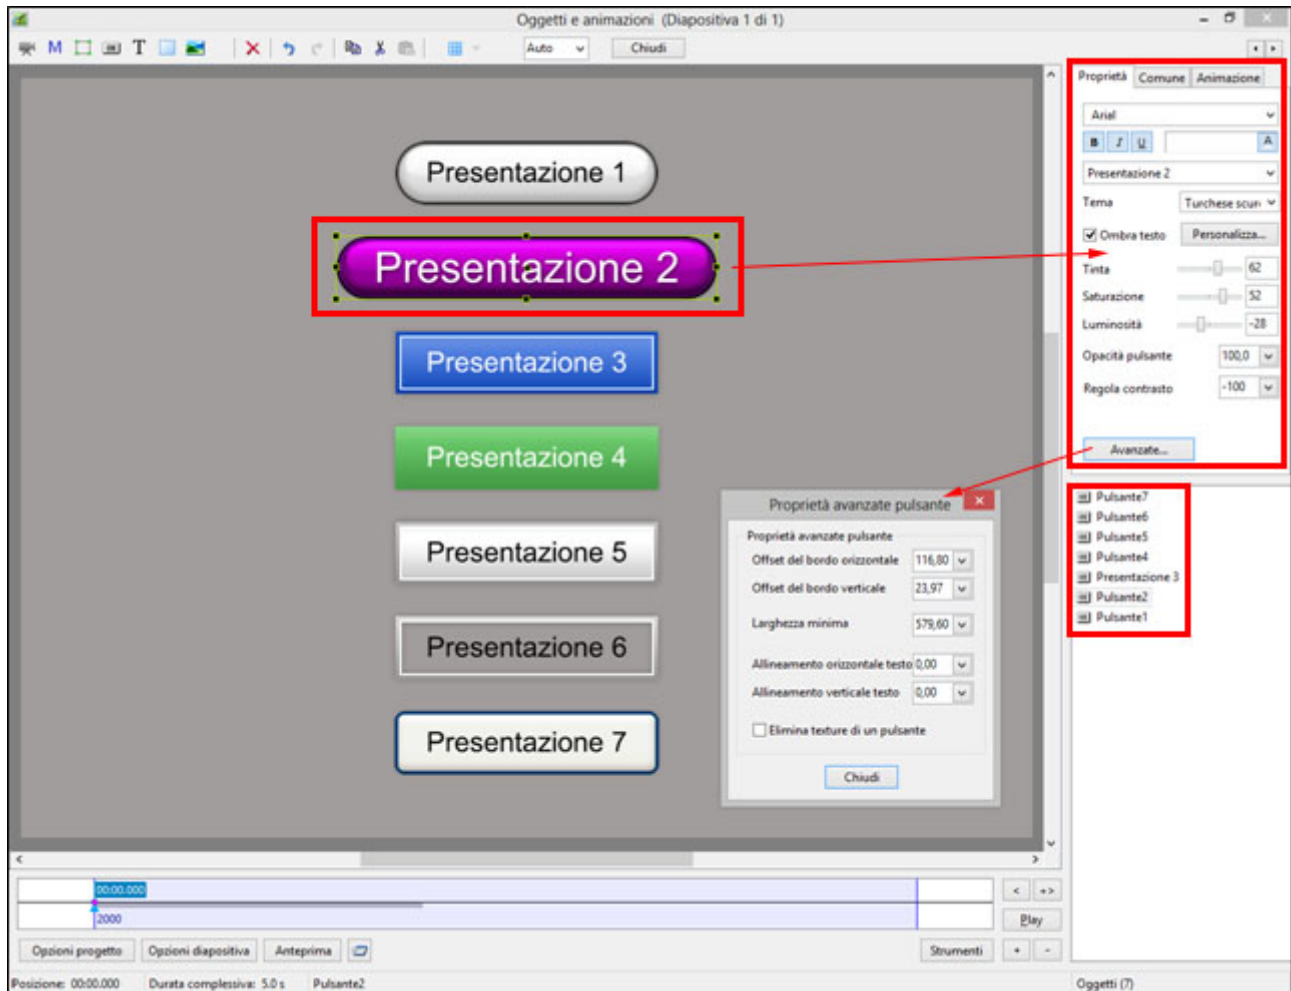 Oggetti e animazioni (Diapositiva 1 di 1)
M T Auto Chiudi
Presentazione 1
Presentazione 2
Presentazione 3
Presentazione 4
Presentazione 5
Presentazione 6
Presentazione 7
Proprietà Comune Animazione
Arial
B I U A
Presentazione 2
Tema Turchese scuri
Ombra testo Personalizza...
Tinta 62
Saturazione 52
Luminosità -28
Opacità pulsante 100,0
Regola contrasto -100
Avanzate...
Proprietà avanzate pulsante
Proprietà avanzate pulsante
Offset del bordo orizzontale 116,80
Offset del bordo verticale 23,97
Larghezza minima 579,60
Allineamento orizzontale testo 0,00
Allineamento verticale testo 0,00
Elimina texture di un pulsante
Chiudi
Pulsante7
Pulsante6
Pulsante5
Pulsante4
Presentazione 3
Pulsante2
Pulsante1
00:00.000
2000
Play
Opzioni progetto Opzioni diapositiva Anteprima Strumenti + -
Posizione: 00:00.000 Durata complessiva: 5.0 s Pulsante2 Oggetti (7)